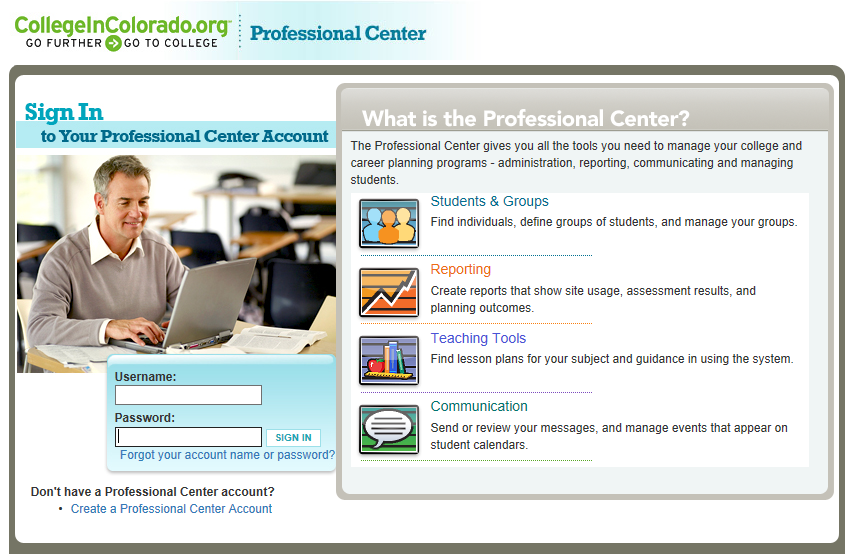 CollegeInColorado.org
GO FURTHER GO TO COLLEGE
Professional Center
Sign In
to Your Professional Center Account
Username:
Password:
SIGN IN
Forgot your account name or password?
Don't have a Professional Center account?
• Create a Professional Center Account
What is the Professional Center?
The Professional Center gives you all the tools you need to manage your college and
career planning programs - administration, reporting, communicating and managing
students.
Students & Groups
Find individuals, define groups of students, and manage your groups.
Reporting
Create reports that show site usage, assessment results, and
planning outcomes.
Teaching Tools
Find lesson plans for your subject and guidance in using the system.
Communication
Send or review your messages, and manage events that appear on
student calendars.